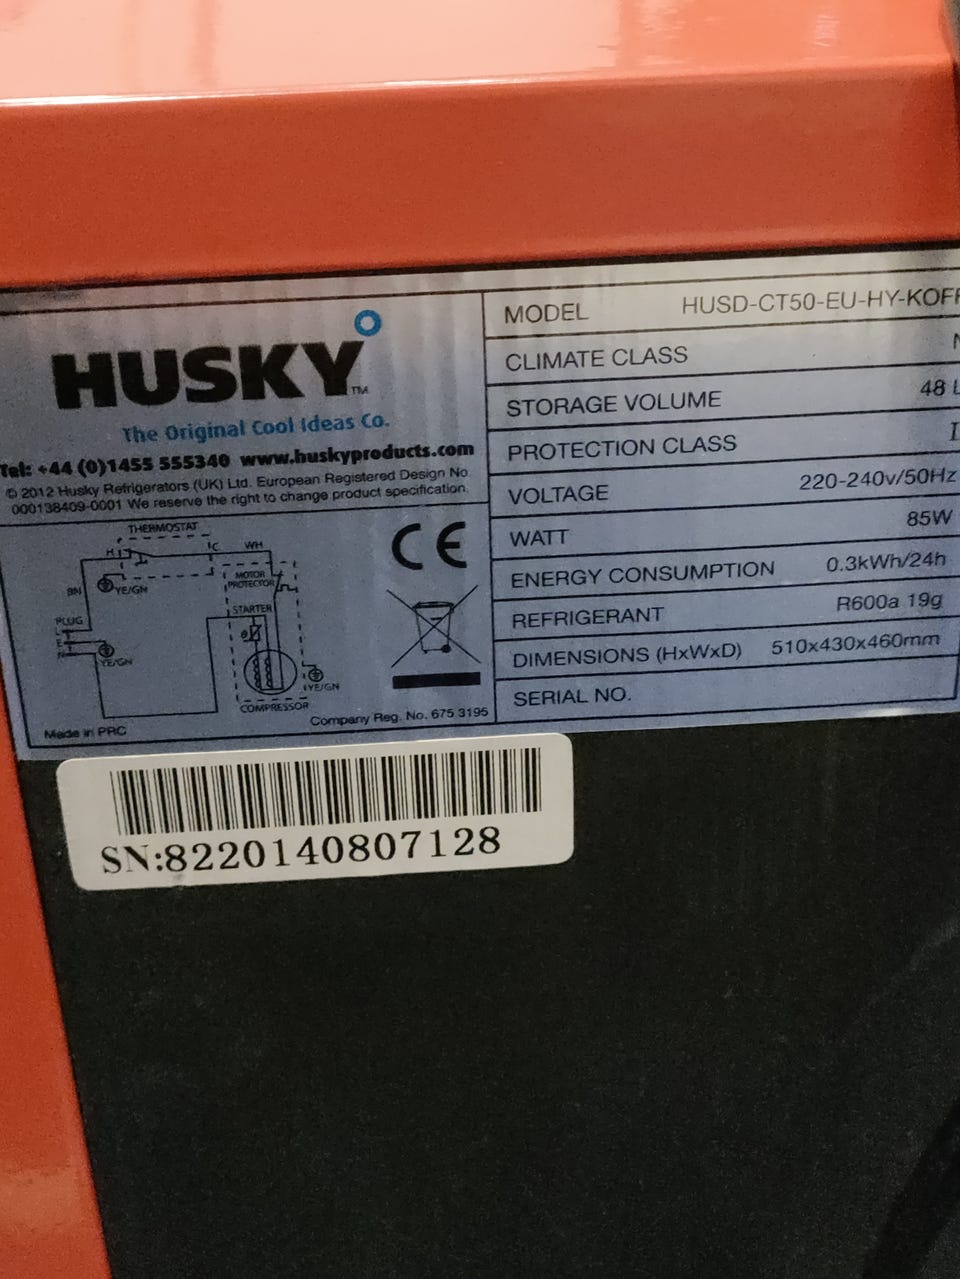 HUSKY™
The Original Cool Ideas Co.
Tel: +44 (0)1455 555340 www.huskyproducts.com
© 2012 Husky Refrigerators (UK) Ltd. European Registered Design No.
000138409-0001 We reserve the right to change product specification.
THERMOSTAT
H C WH
BN YE/GN
MOTOR
PROTECTOR
PLUG
STARTER
L
E
N
YE/GN
θ
YE/GN
COMPRESSOR
Made in PRC
Company Reg. No. 675 3195
CE
MODEL HUSD-CT50-EU-HY-KOFF
CLIMATE CLASS N
STORAGE VOLUME 48 L
PROTECTION CLASS I
VOLTAGE 220-240v/50Hz
WATT 85W
ENERGY CONSUMPTION 0.3kWh/24h
REFRIGERANT R600a 19g
DIMENSIONS (HxWxD) 510x430x460mm
SERIAL NO.
SN:8220140807128